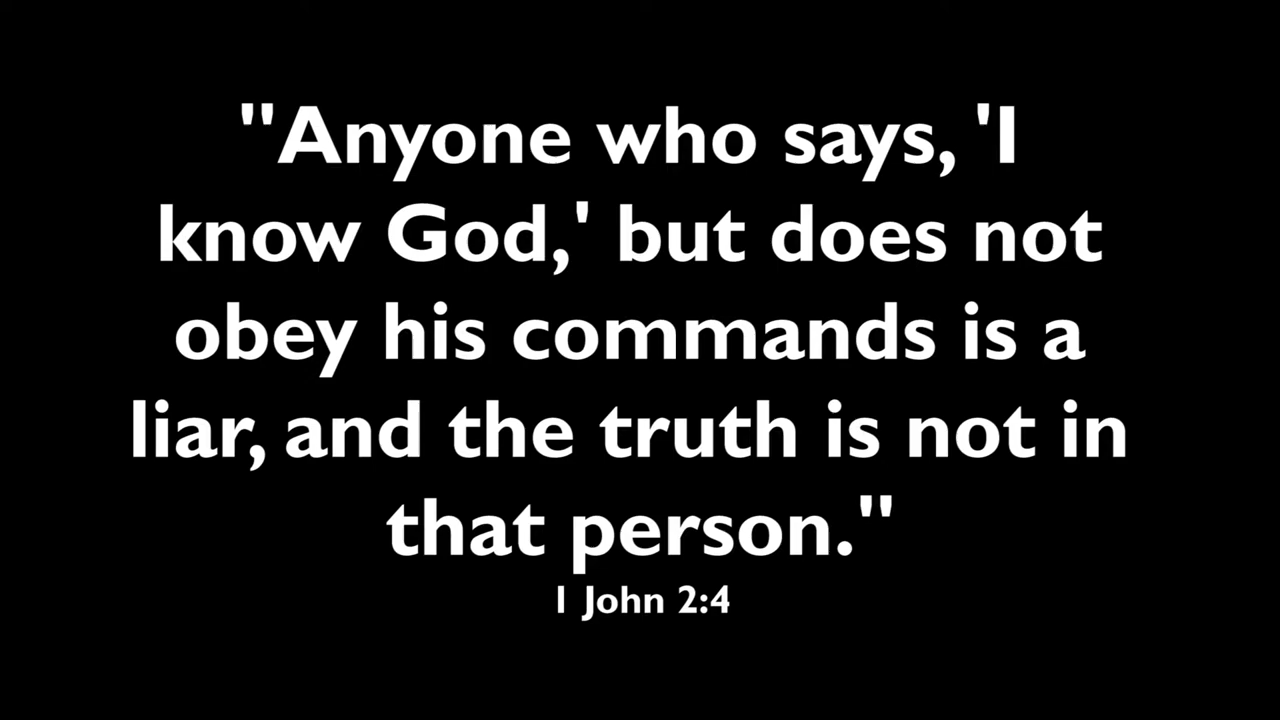 "Anyone who says, 'I
know God,' but does not
obey his commands is a
liar, and the truth is not in
that person."
1 John 2:4